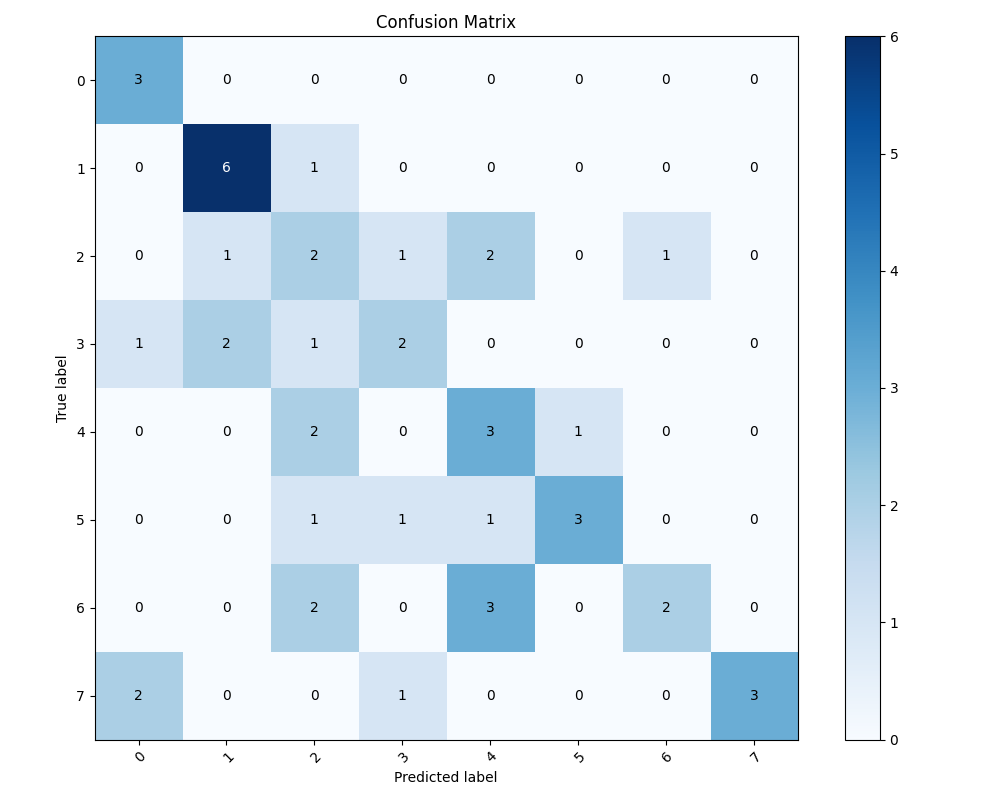 Confusion Matrix
0 3 0 0 0 0 0 0 0
1 0 6 1 0 0 0 0 0
2 0 1 2 1 2 0 1 0
3 1 2 1 2 0 0 0 0
4 0 0 2 0 3 1 0 0
5 0 0 1 1 1 3 0 0
6 0 0 2 0 3 0 2 0
7 2 0 0 1 0 0 0 3
True label
0 1 2 3 4 5 6 7
Predicted label
6
5
4
3
2
1
0